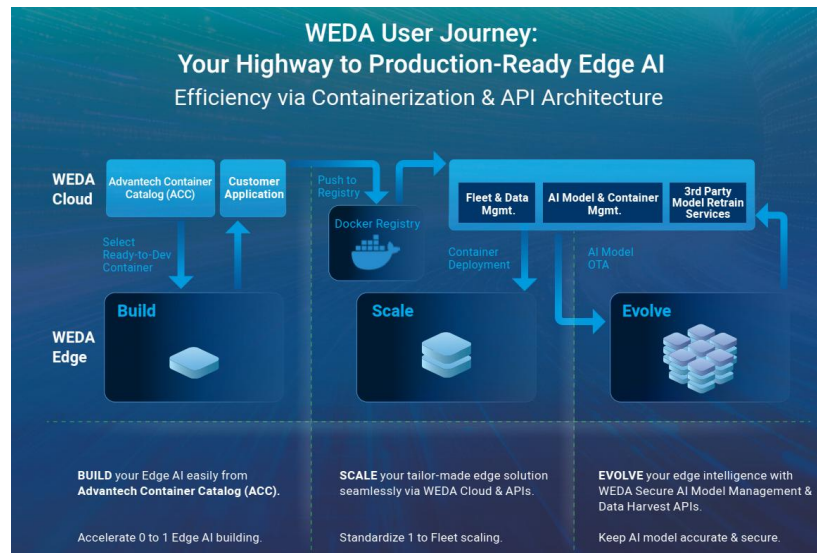 WEDA User Journey:
Your Highway to Production-Ready Edge AI
Efficiency via Containerization & API Architecture
WEDA
Cloud
Advantech Container
Catalog (ACC)
Customer
Application
Push to
Registry
Docker Registry
Fleet & Data
Mgmt.
AI Model & Container
Mgmt.
3rd Party
Model Retrain
Services
Select
Ready-to-Dev
Container
Container
Deployment
AI Model
OTA
WEDA
Edge
Build
Scale
Evolve
BUILD your Edge AI easily from
Advantech Container Catalog (ACC).
Accelerate 0 to 1 Edge AI building.
SCALE your tailor-made edge solution
seamlessly via WEDA Cloud & APIs.
Standardize 1 to Fleet scaling.
EVOLVE your edge intelligence with
WEDA Secure AI Model Management &
Data Harvest APIs.
Keep AI model accurate & secure.